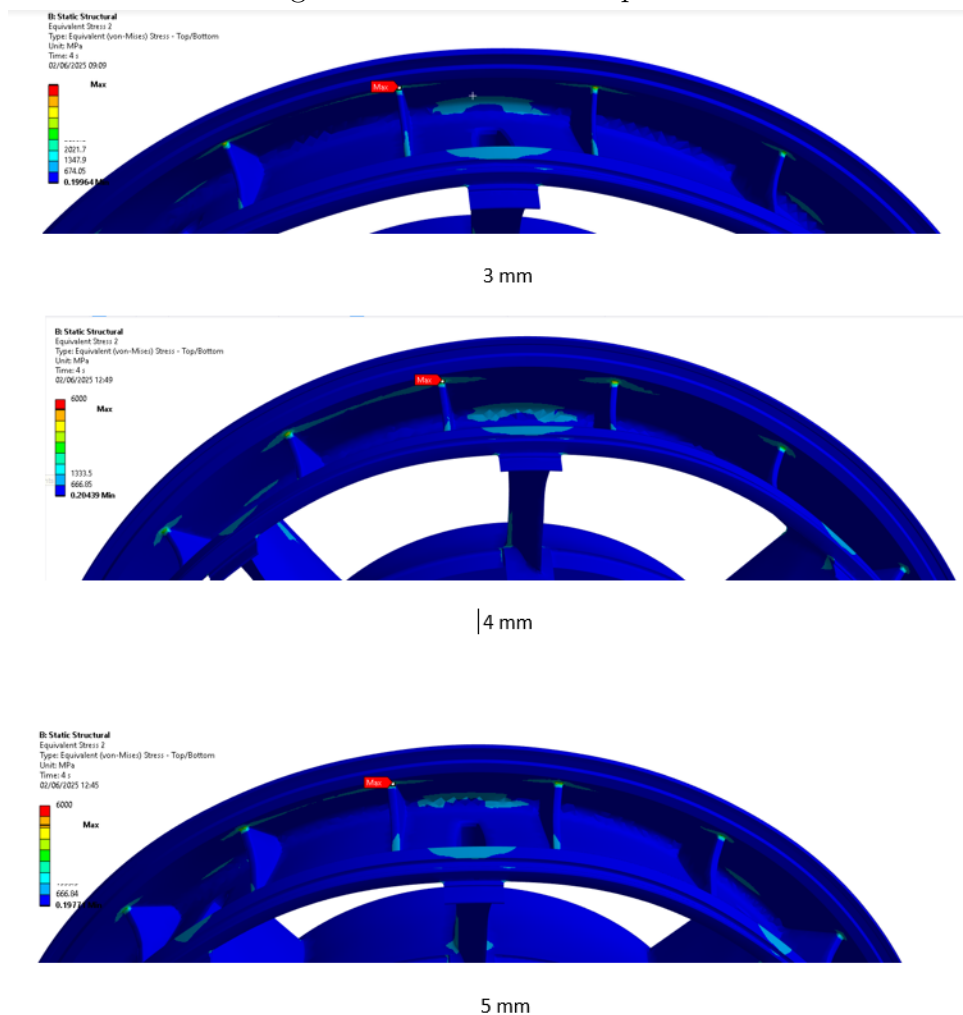 B: Static Structural
Equivalent Stress 2
Type: Equivalent (von-Mises) Stress - Top/Bottom
Unit: MPa
Time: 4 s
02/06/2025 09:09
Max
Max
2021.7
1347.9
674.05
0.19964
3 mm
B: Static Structural
Equivalent Stress 2
Type: Equivalent (von-Mises) Stress - Top/Bottom
Unit: MPa
Time: 4 s
02/06/2025 12:49
Max
6000
Max
1333.5
666.85
0.20439 Min
4 mm
B: Static Structural
Equivalent Stress 2
Type: Equivalent (von-Mises) Stress - Top/Bottom
Unit: MPa
Time: 4 s
02/06/2025 12:45
Max
6000
Max
666.84
5 mm